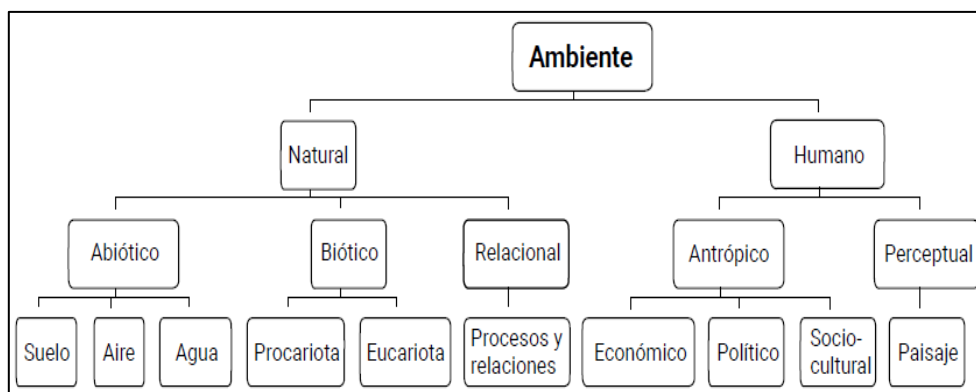 Ambiente
Natural
Humano
Abiótico
Biótico
Relacional
Antrópico
Perceptual
Suelo
Aire
Agua
Procariota
Eucariota
Procesos y
relaciones
Económico
Político
Socio-
cultural
Paisaje